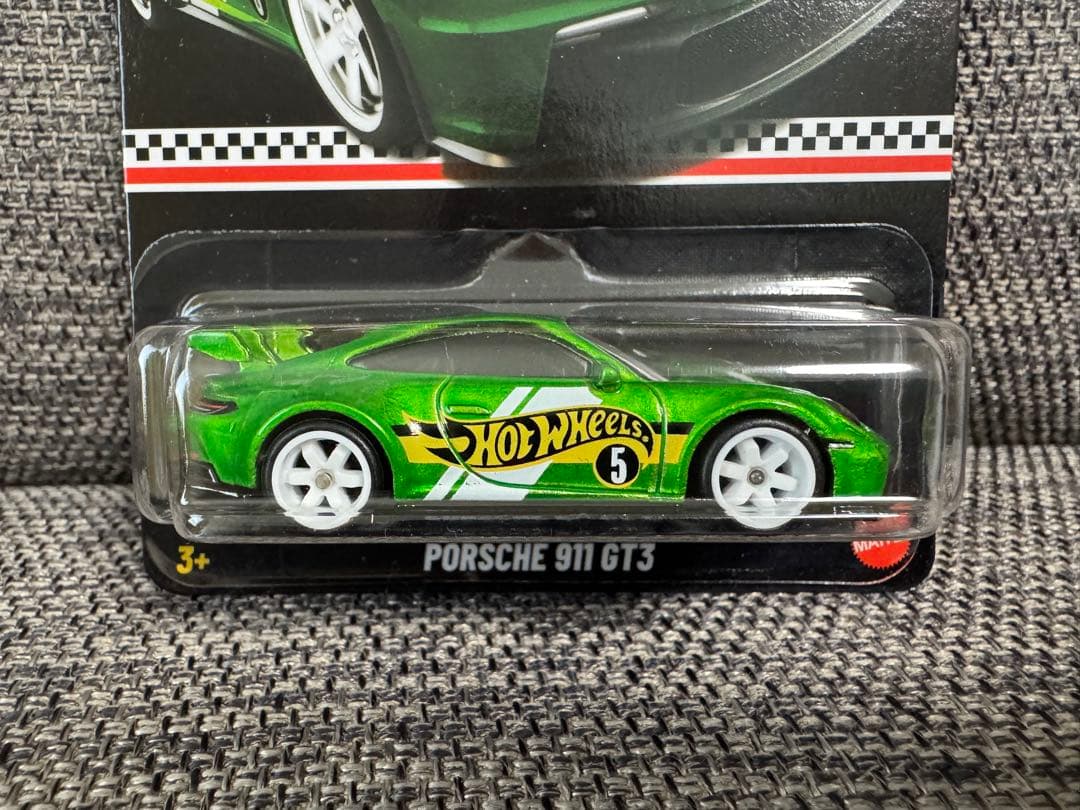 HOT WHEELS.
5
3+
PORSCHE 911 GT3